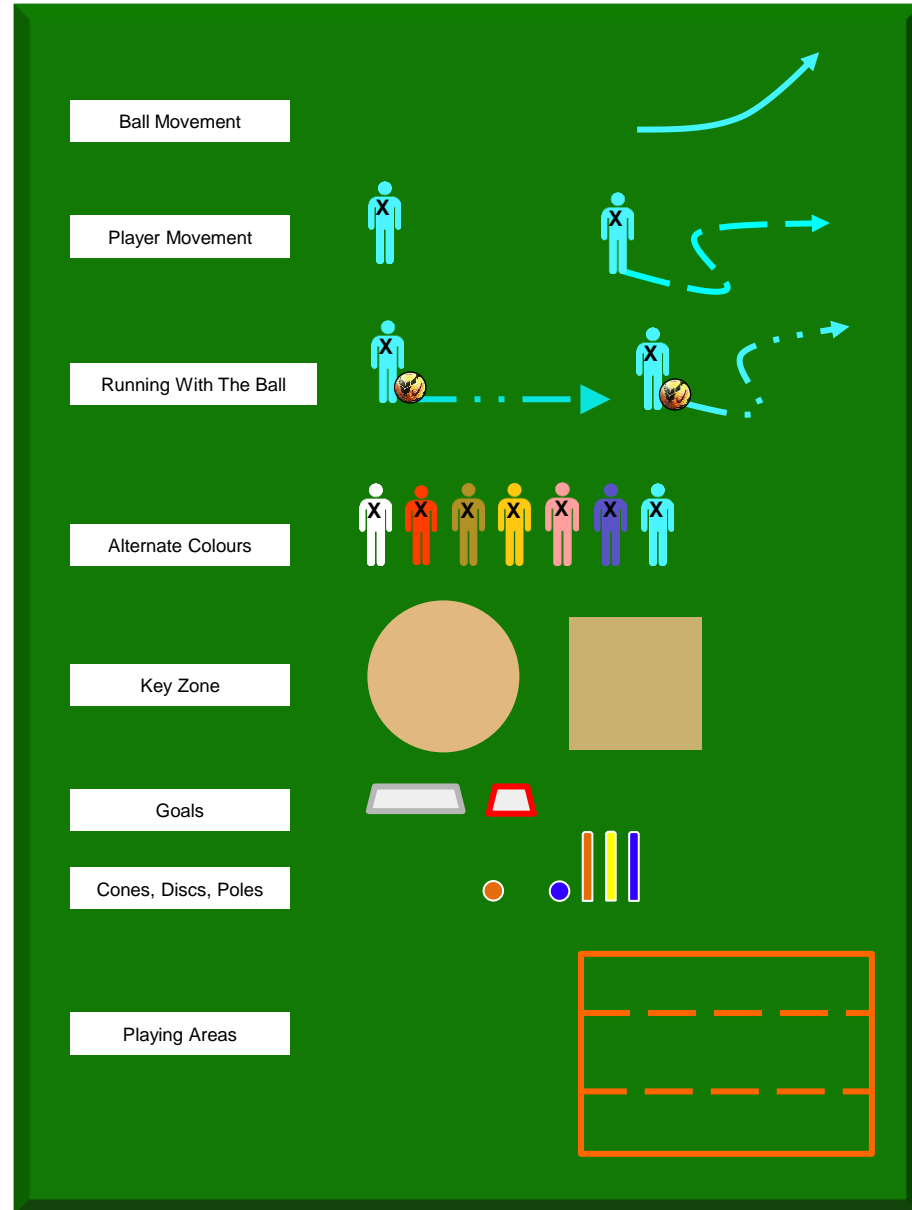 Ball Movement
X
X
Player Movement
X
X
Running With The Ball
X X X X X X X
Alternate Colours
Key Zone
Goals
Cones, Discs, Poles
Playing Areas